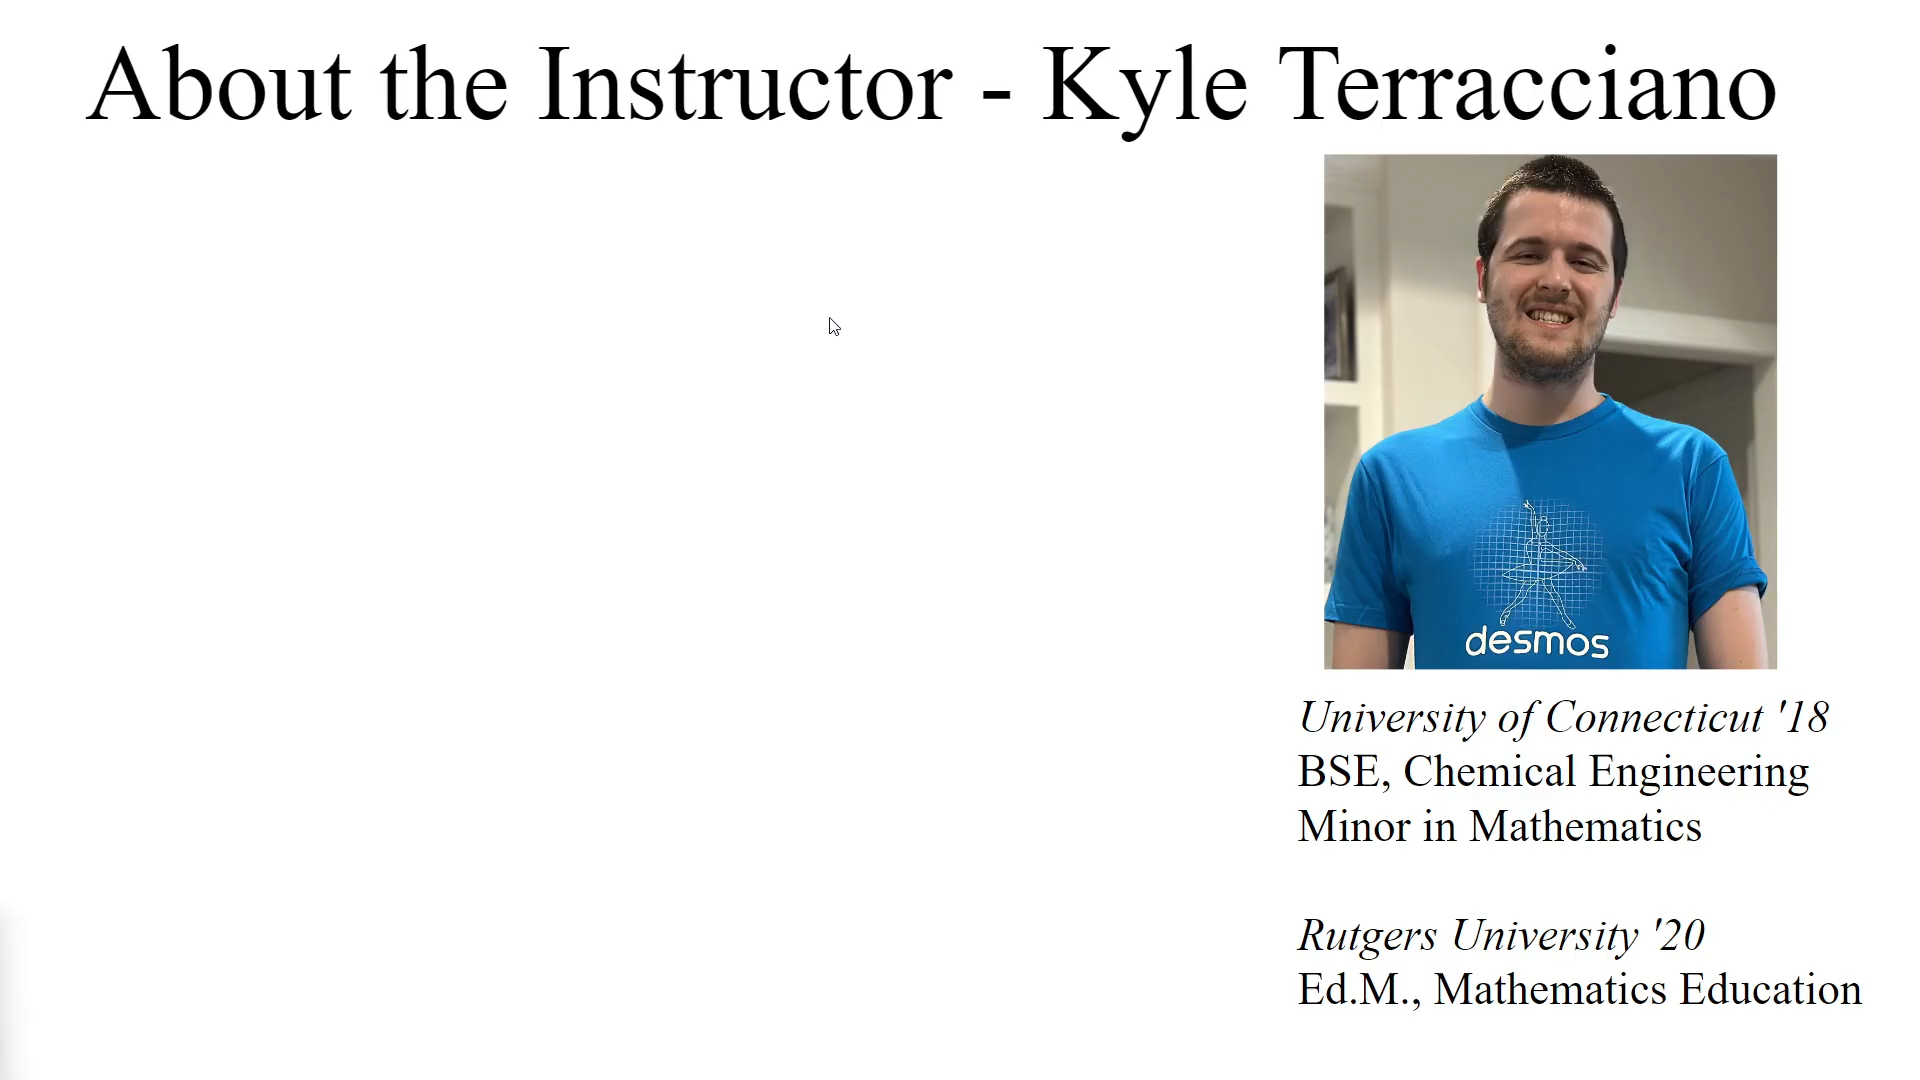 About the Instructor - Kyle Terracciano
desmos
University of Connecticut '18
BSE, Chemical Engineering
Minor in Mathematics
Rutgers University '20
Ed.M., Mathematics Education